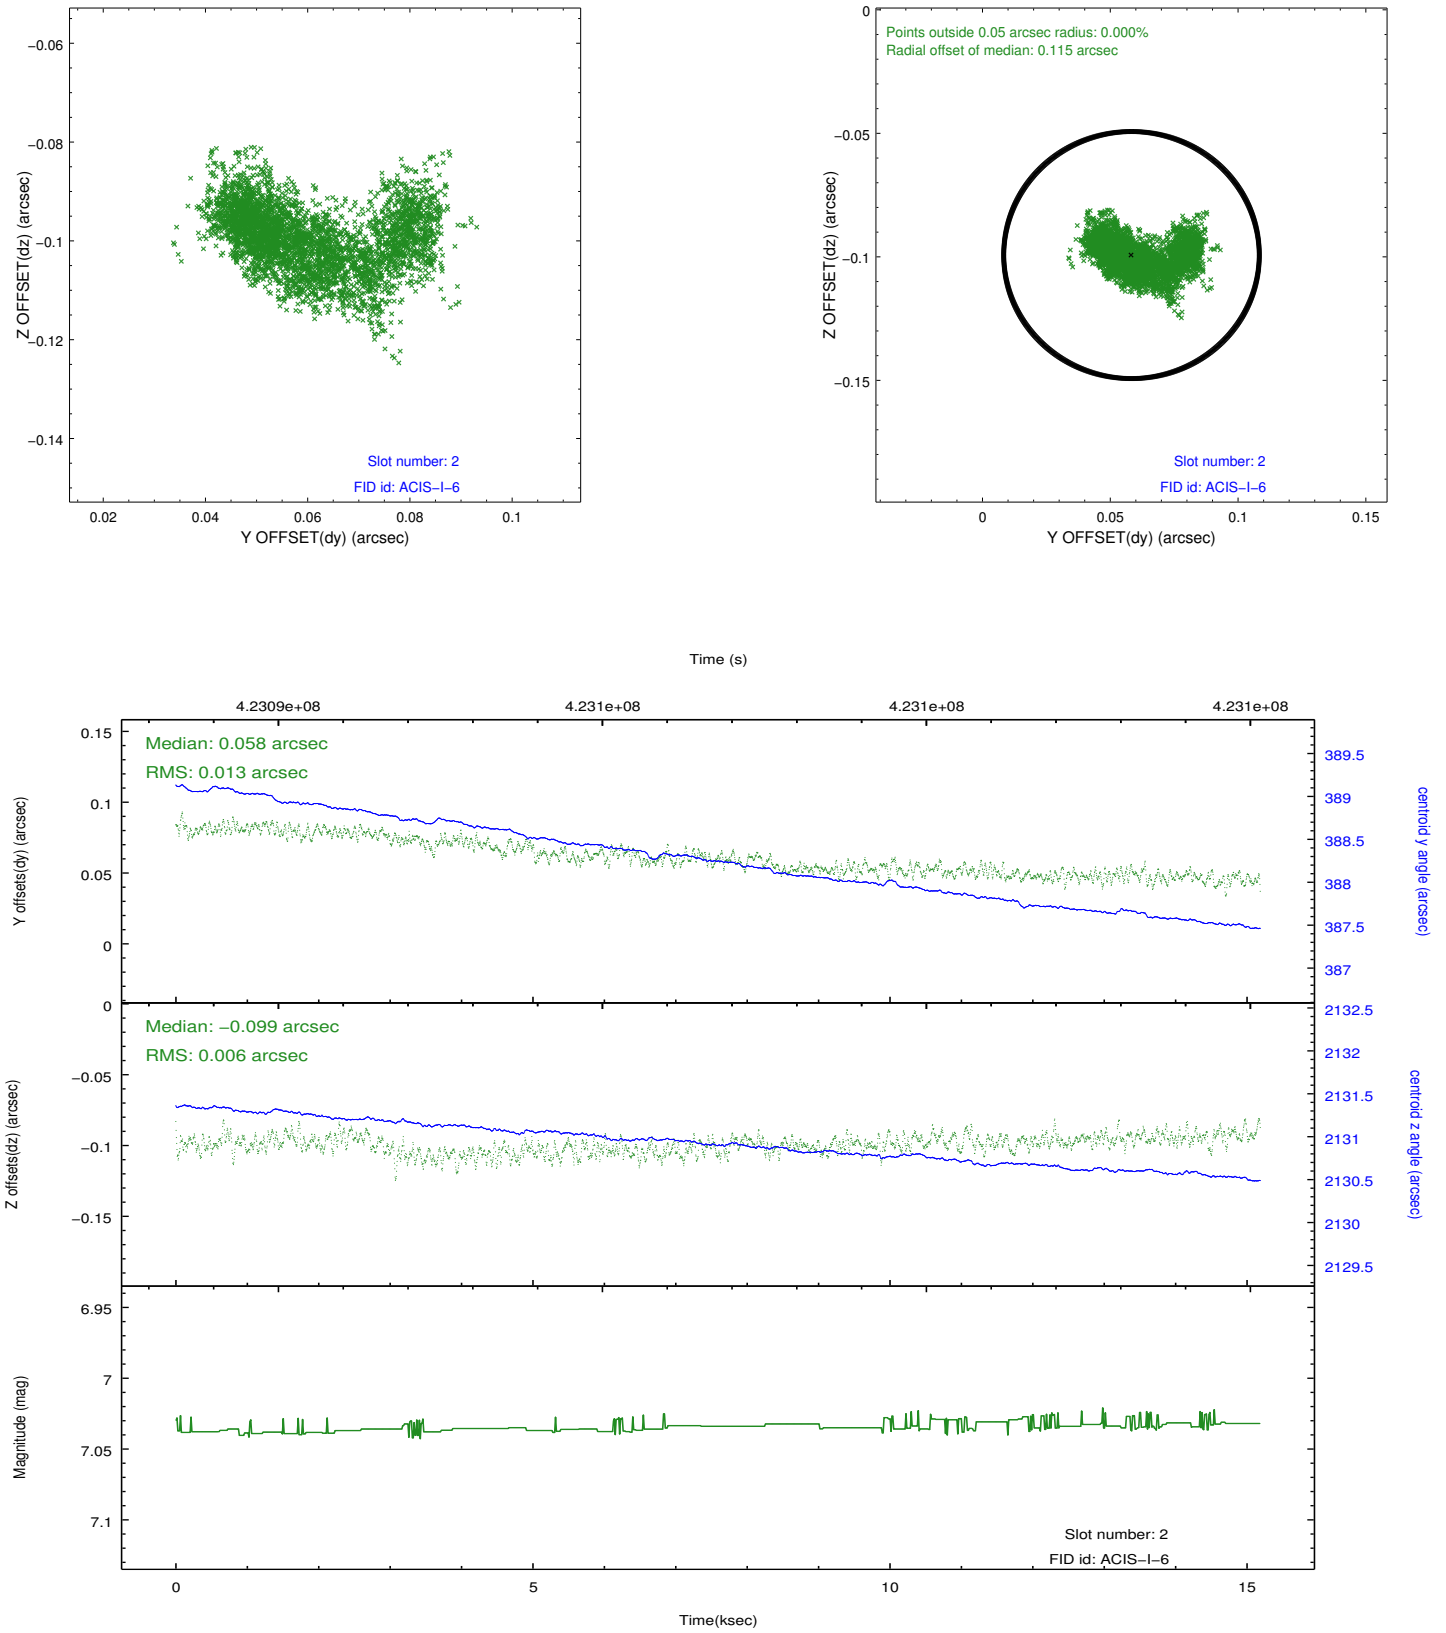 −0.06
−0.08
−0.1
−0.12
−0.14
Z OFFSET(dz) (arcsec)
Slot number: 2
FID id: ACIS−I−6
0.02 0.04 0.06 0.08 0.1
Y OFFSET(dy) (arcsec)
Points outside 0.05 arcsec radius: 0.000%
Radial offset of median: 0.115 arcsec
0
−0.05
−0.1
−0.15
Z OFFSET(dz) (arcsec)
Slot number: 2
FID id: ACIS−I−6
0 0.05 0.1 0.15
Y OFFSET(dy) (arcsec)
Time (s)
4.2309e+08 4.231e+08 4.231e+08 4.231e+08
Median: 0.058 arcsec
RMS: 0.013 arcsec
0.15
0.1
0.05
0
Y offsets(dy) (arcsec)
389.5
389
388.5
388
387.5
387
centroid y angle (arcsec)
Median: −0.099 arcsec
RMS: 0.006 arcsec
0
−0.05
−0.1
−0.15
Z offsets(dz) (arcsec)
2132.5
2132
2131.5
2131
2130.5
2130
2129.5
centroid z angle (arcsec)
6.95
7
7.05
7.1
Magnitude (mag)
Slot number: 2
FID id: ACIS−I−6
0 5 10 15
Time(ksec)